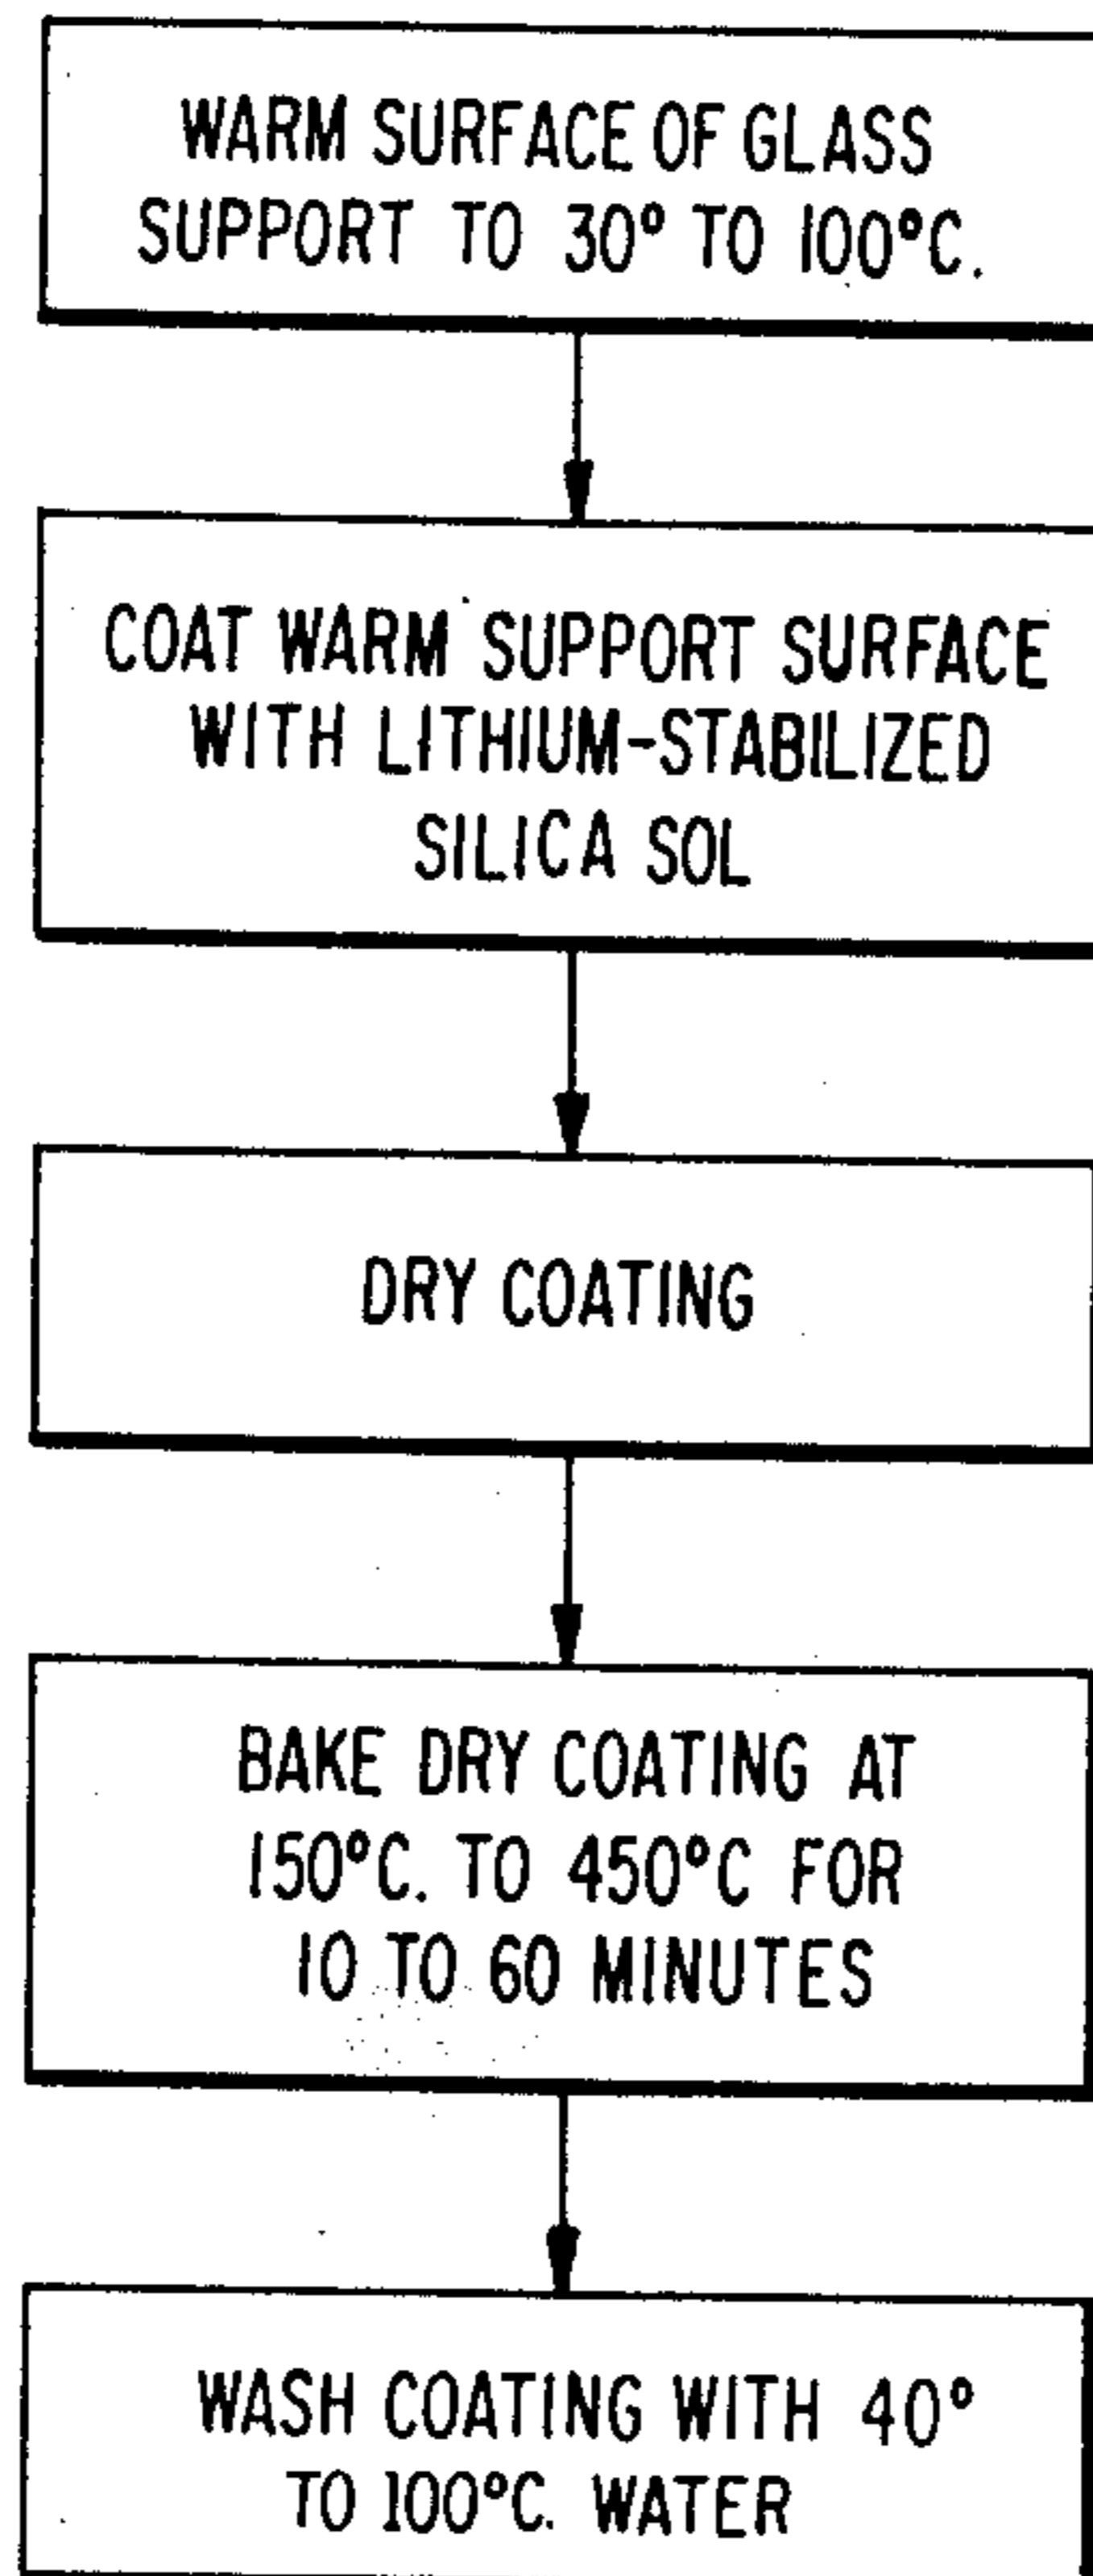 WARM SURFACE OF GLASS
SUPPORT TO 30° TO 100°C.
COAT WARM SUPPORT SURFACE
WITH LITHIUM-STABILIZED
SILICA SOL
DRY COATING
BAKE DRY COATING AT
150°C. TO 450°C FOR
10 TO 60 MINUTES
WASH COATING WITH 40°
TO 100°C. WATER